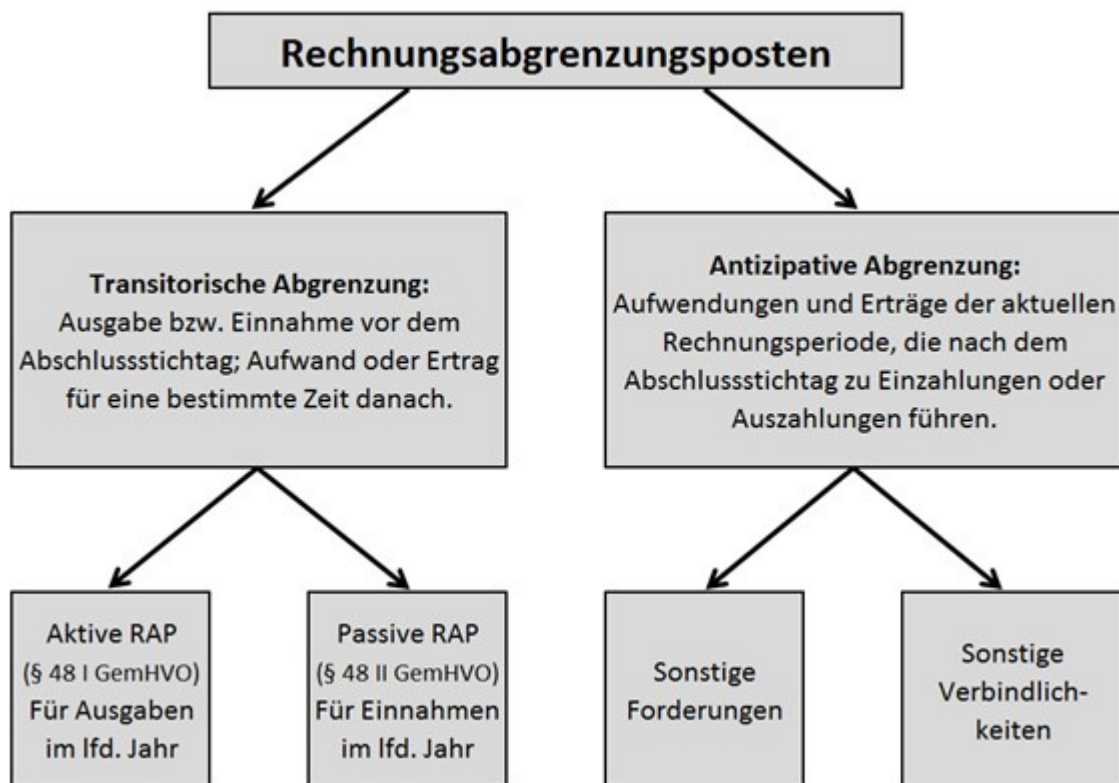 Rechnungsabgrenzungsposten
Transitorische Abgrenzung:
Ausgabe bzw. Einnahme vor dem
Abschlussstichtag; Aufwand oder Ertrag
für eine bestimmte Zeit danach.
Antizipative Abgrenzung:
Aufwendungen und Erträge der aktuellen
Rechnungsperiode, die nach dem
Abschlussstichtag zu Einzahlungen oder
Auszahlungen führen.
Aktive RAP
(§ 48 I GemHVO)
Für Ausgaben
im lfd. Jahr
Passive RAP
(§ 48 II GemHVO)
Für Einnahmen
im lfd. Jahr
Sonstige
Forderungen
Sonstige
Verbindlich-
keiten